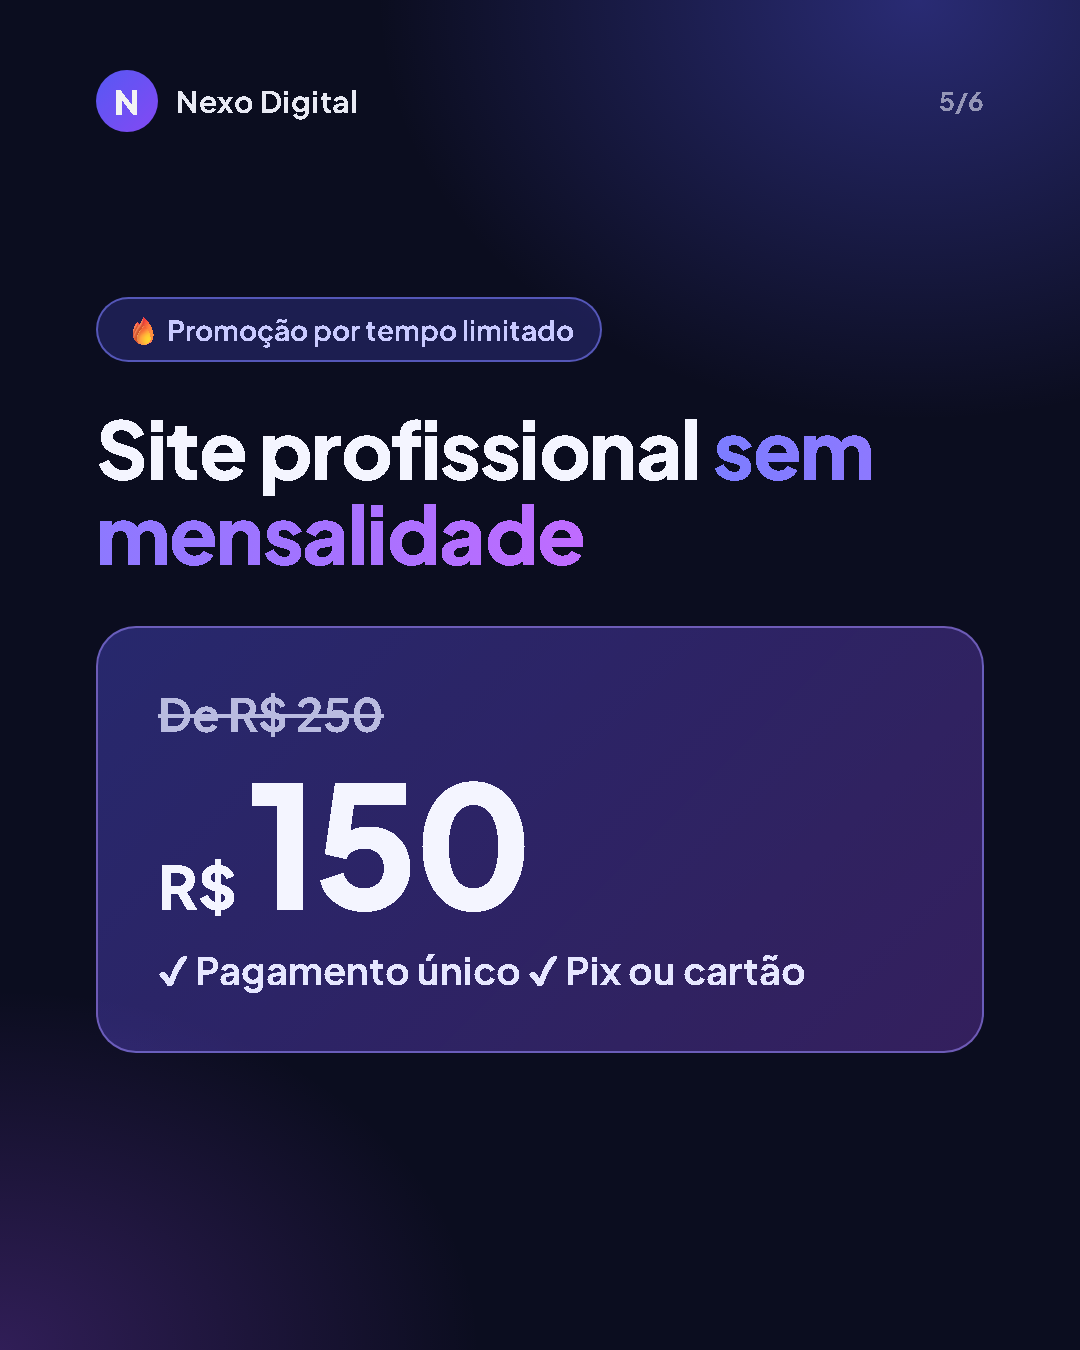 N Nexo Digital
5/6
🔥 Promoção por tempo limitado
Site profissional sem
mensalidade
De R$ 250
R$ 150
✓ Pagamento único ✓ Pix ou cartão